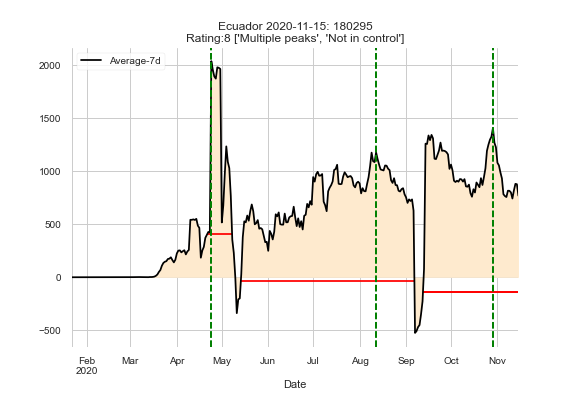 Ecuador 2020-11-15: 180295
Rating:8 ['Multiple peaks', 'Not in control']
Average-7d
2000
1500
1000
500
0
−500
Feb Mar Apr May Jun Jul Aug Sep Oct Nov
2020
Date